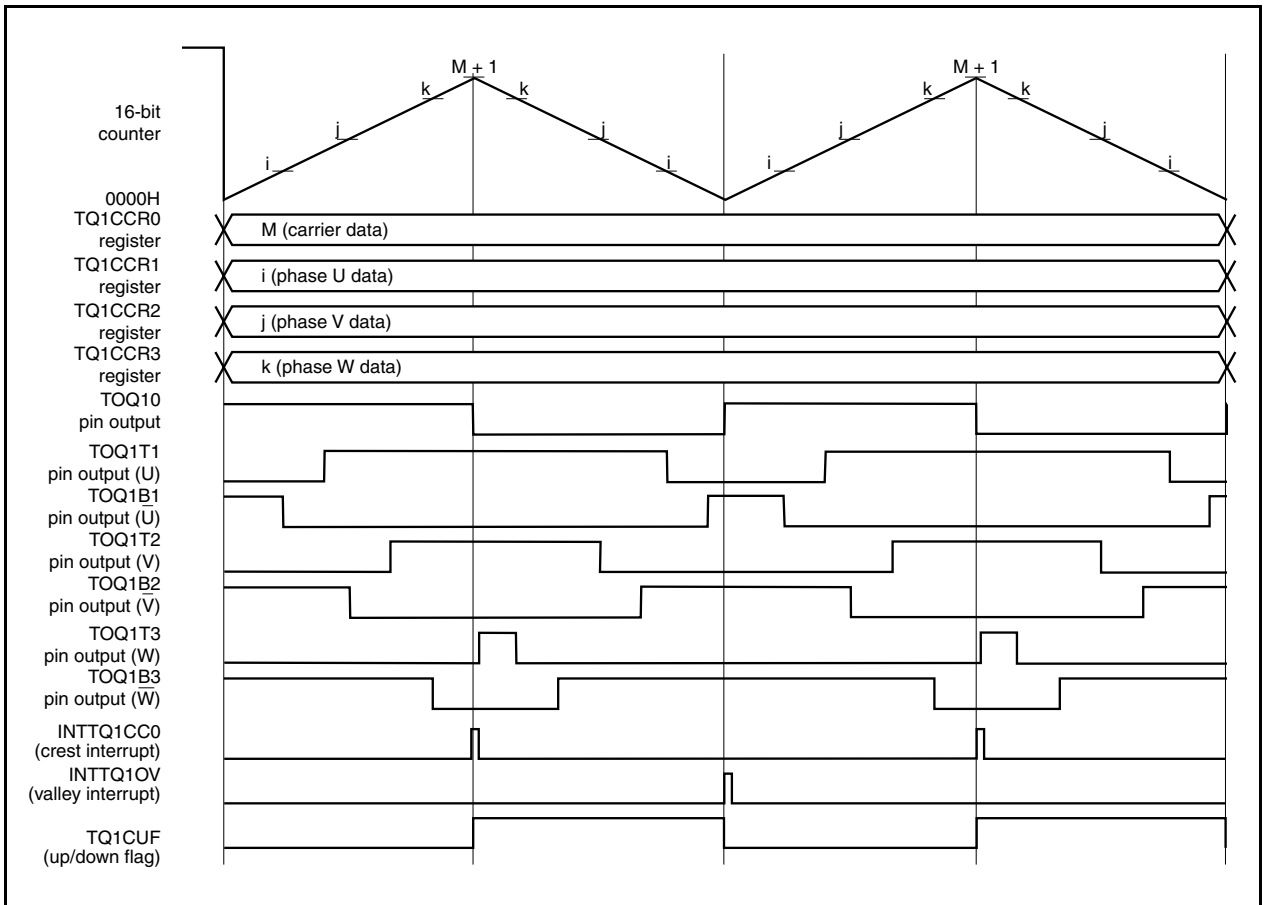 M + 1
M + 1
k
k
k
k
16-bit
counter
j
j
j
j
i
i
i
i
0000H
TQ1CCR0
register
M (carrier data)
TQ1CCR1
register
i (phase U data)
TQ1CCR2
register
j (phase V data)
TQ1CCR3
register
k (phase W data)
TOQ10
pin output
TOQ1T1
pin output (U)
TOQ1B1
pin output (U̅)
TOQ1T2
pin output (V)
TOQ1B2
pin output (V̅)
TOQ1T3
pin output (W)
TOQ1B3
pin output (W̅)
INTTQ1CC0
(crest interrupt)
INTTQ1OV
(valley interrupt)
TQ1CUF
(up/down flag)